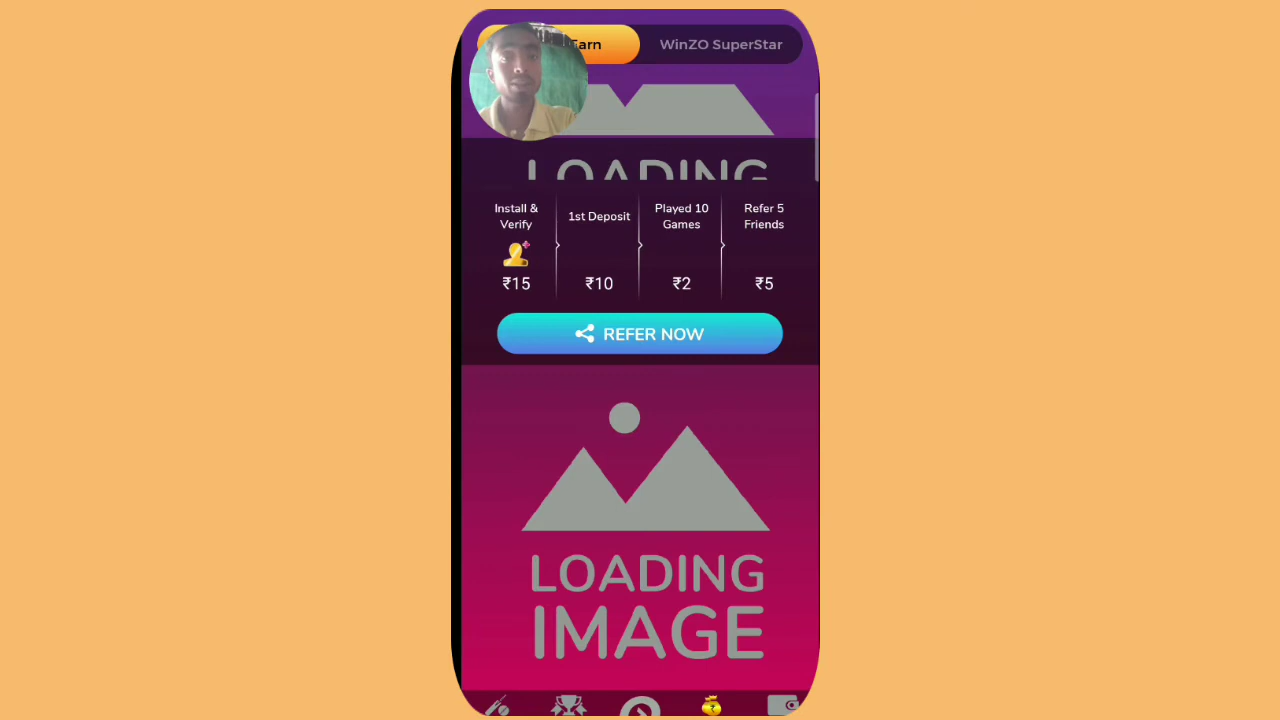 Earn
WinZO SuperStar
LOADING
Install & Verify
1st Deposit
Played 10 Games
Refer 5 Friends
₹15
₹10
₹2
₹5
REFER NOW
LOADING
IMAGE